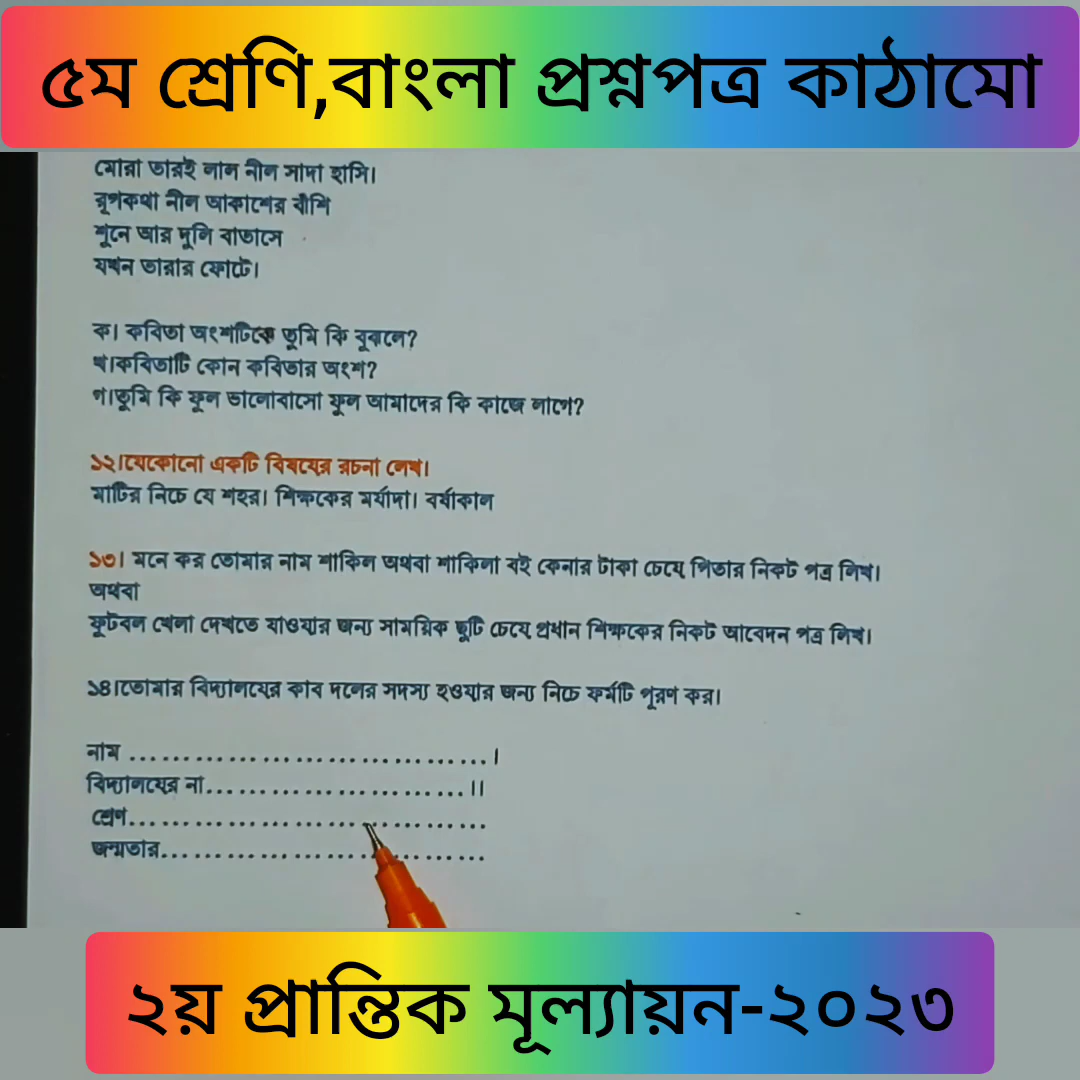 ৫ম শ্রেণি,বাংলা প্রশ্নপত্র কাঠামো
মোরা তারই লাল নীল সাদা হাসি।
রূপকথা নীল আকাশের বাঁশি
শুনে আর দুলি বাতাসে
যখন তারার ফোটে।
ক। কবিতা অংশটিকে তুমি কি বুঝলে?
খ।কবিতাটি কোন কবিতার অংশ?
গ।তুমি কি ফুল ভালোবাসো ফুল আমাদের কি কাজে লাগে?
১২।যেকোনো একটি বিষয়ের রচনা লেখ।
মাটির নিচে যে শহর। শিক্ষকের মর্যাদা। বর্ষাকাল
১৩। মনে কর তোমার নাম শাকিল অথবা শাকিলা বই কেনার টাকা চেয়ে পিতার নিকট পত্র লিখ।
অথবা
ফুটবল খেলা দেখতে যাওয়ার জন্য সাময়িক ছুটি চেয়ে প্রধান শিক্ষকের নিকট আবেদন পত্র লিখ।
১৪।তোমার বিদ্যালয়ের কাব দলের সদস্য হওয়ার জন্য নিচে ফর্মটি পূরণ কর।
নাম ....................................।
বিদ্যালয়ের না............................।।
শ্রেণ.....................................
জন্মতার.................................
২য় প্রান্তিক মূল্যায়ন-২০২৩